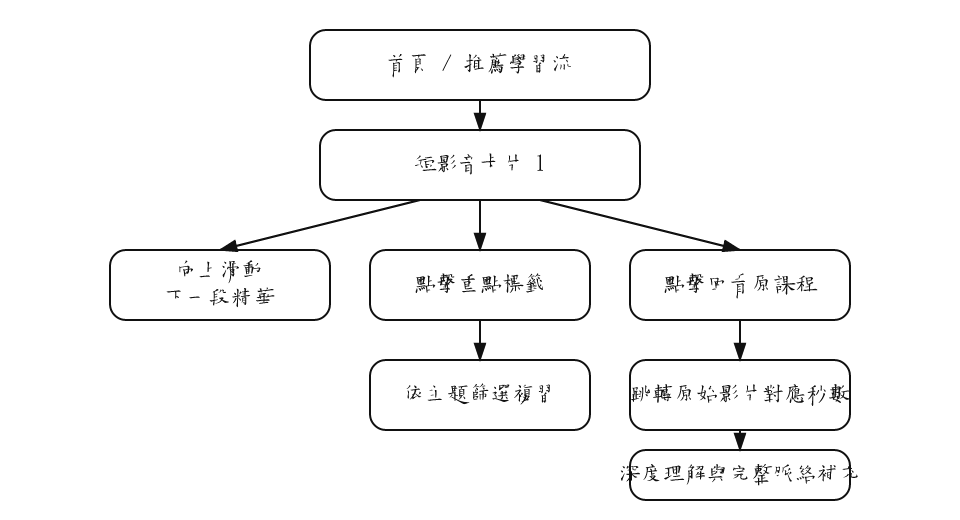 首頁 / 推薦學習流
短影音卡片 1
向上滑動
下一段精華
點擊重點標籤
點擊回看原課程
依主題篩選複習
跳轉原始影片對應秒數
深度理解與完整脈絡補充